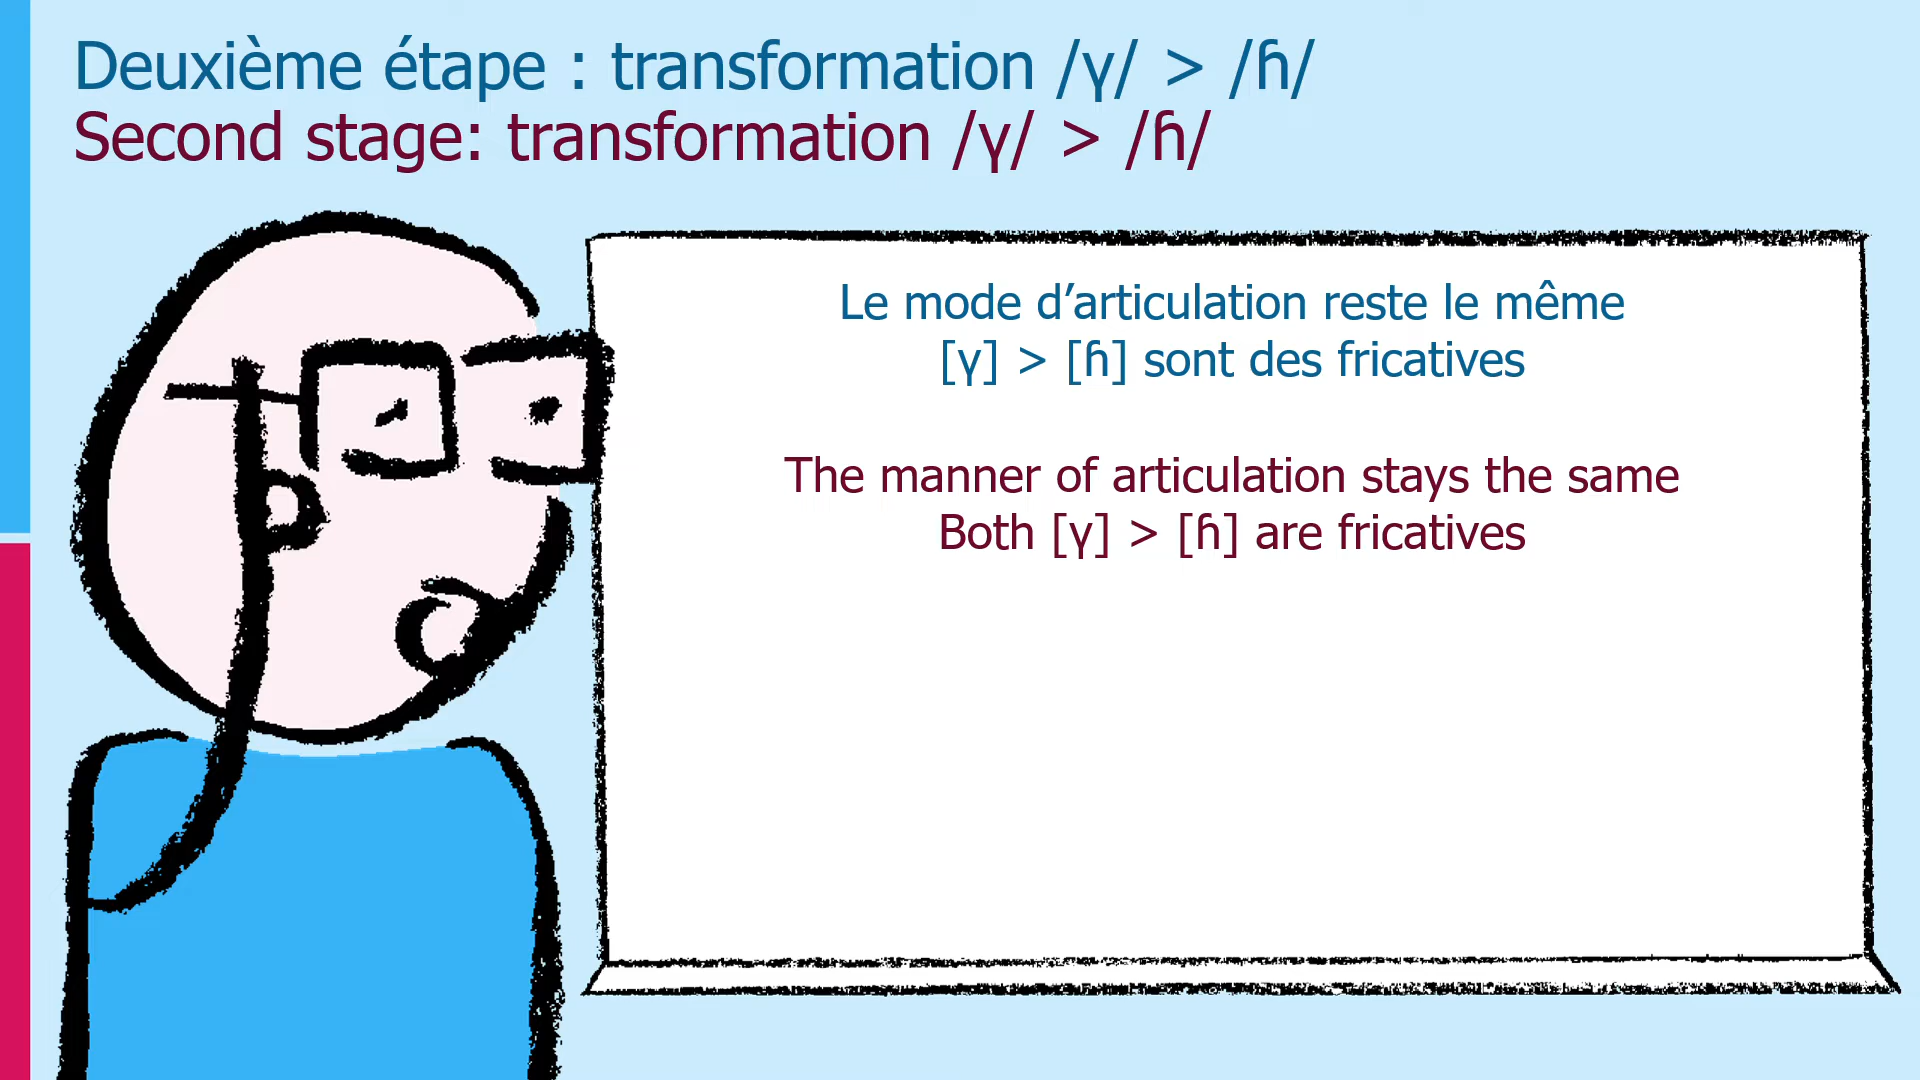 Deuxième étape : transformation /ɣ/ > /ɦ/
Second stage: transformation /ɣ/ > /ɦ/
Le mode d’articulation reste le même
[ɣ] > [ɦ] sont des fricatives
The manner of articulation stays the same
Both [ɣ] > [ɦ] are fricatives